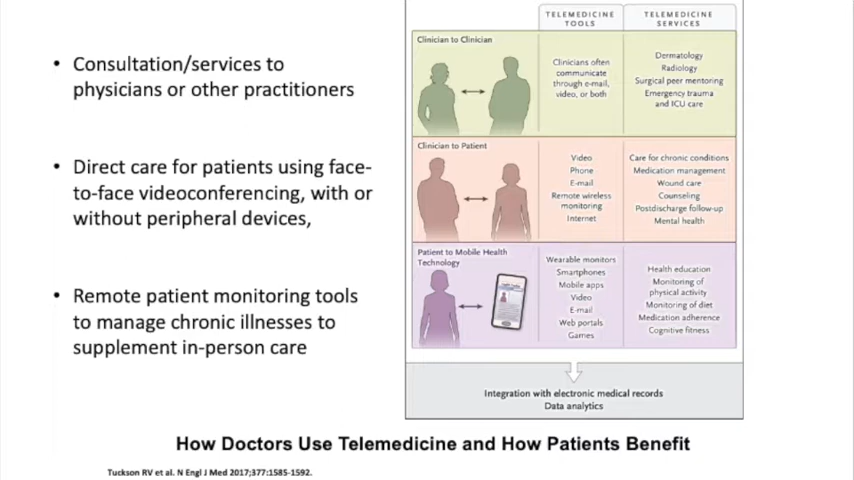 • Consultation/services to
physicians or other practitioners
• Direct care for patients using face-
to-face videoconferencing, with or
without peripheral devices,
• Remote patient monitoring tools
to manage chronic illnesses to
supplement in-person care
TELEMEDICINE
TOOLS
TELEMEDICINE
SERVICES
Clinician to Clinician
Clinicians often
communicate
through e-mail,
video, or both
Dermatology
Radiology
Surgical peer mentoring
Emergency trauma
and ICU care
Clinician to Patient
Video
Phone
E-mail
Remote wireless
monitoring
Internet
Care for chronic conditions
Medication management
Wound care
Counseling
Postdischarge follow-up
Mental health
Patient to Mobile Health
Technology
Wearable monitors
Smartphones
Mobile apps
Video
E-mail
Web portals
Games
Health education
Monitoring of
physical activity
Monitoring of diet
Medication adherence
Cognitive fitness
Integration with electronic medical records
Data analytics
How Doctors Use Telemedicine and How Patients Benefit
Tuckson RV et al. N Engl J Med 2017;377:1585-1592.